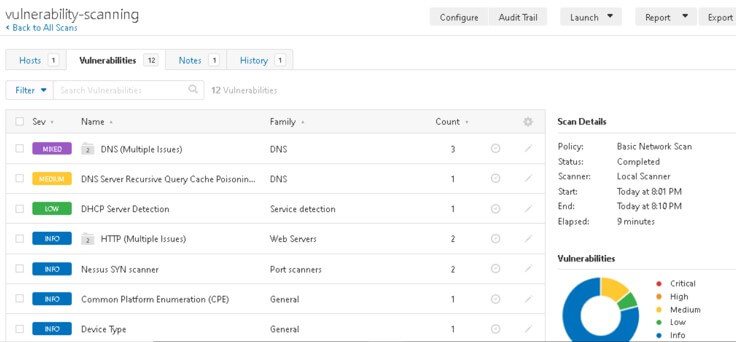 vulnerability-scanning
Configure Audit Trail Launch Report Export
Back to All Scans
Hosts 1 Vulnerabilities 12 Notes 1 History 1
Filter Search Vulnerabilities 12 Vulnerabilities
Sev Name Family Count
MIXED 2 DNS (Multiple Issues) DNS 3
MEDIUM DNS Server Recursive Query Cache Poisonin... DNS 1
LOW DHCP Server Detection Service detection 1
INFO 2 HTTP (Multiple Issues) Web Servers 2
INFO Nessus SYN scanner Port scanners 2
INFO Common Platform Enumeration (CPE) General 1
INFO Device Type General 1
Scan Details
Policy: Basic Network Scan
Status: Completed
Scanner: Local Scanner
Start: Today at 8:01 PM
End: Today at 8:10 PM
Elapsed: 9 minutes
Vulnerabilities
Critical
High
Medium
Low
Info